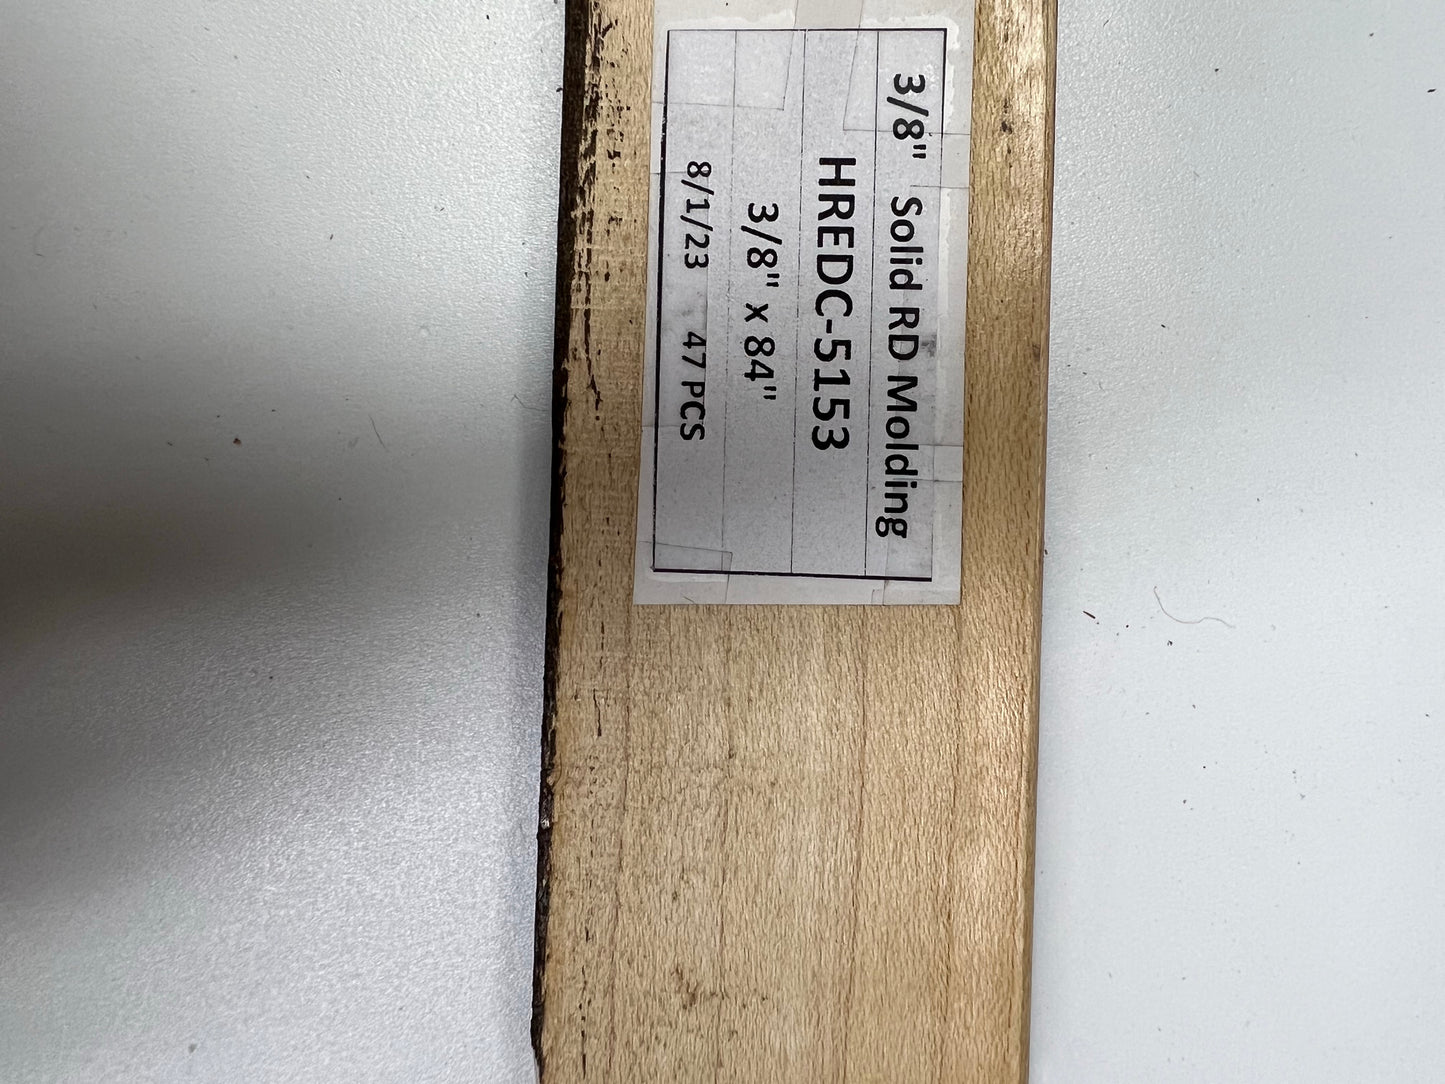 3/8" Solid RD Molding
HREDC-5153
3/8" x 84"
8/1/23 47 PCS